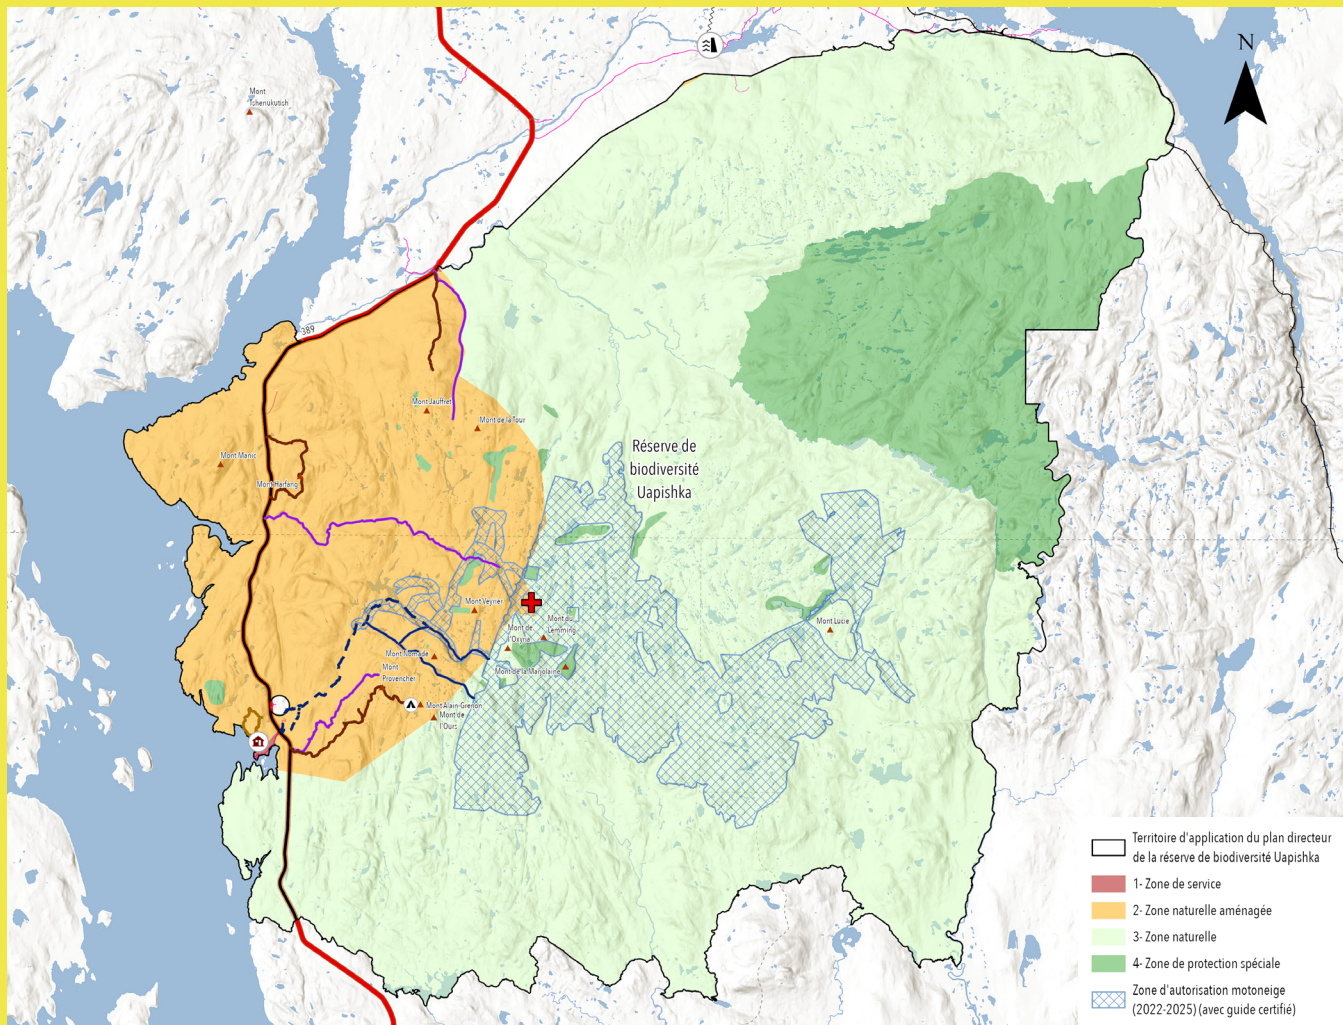 N
Mont
Tshenukutish
389
Mont Jauffret
Mont de la Tour
Mont Manic
Mont Harfang
Réserve de
biodiversité
Uapishka
Mont Veyrier
Mont de
l'Oxyria
Mont du
Lemming
Mont Lucie
Mont Nomade
Mont
Provencher
Mont de la Marjolaine
Mont Alain-Grenon
Mont de
l'Ours
Territoire d'application du plan directeur
de la réserve de biodiversité Uapishka
1- Zone de service
2- Zone naturelle aménagée
3- Zone naturelle
4- Zone de protection spéciale
Zone d'autorisation motoneige
(2022-2025) (avec guide certifié)